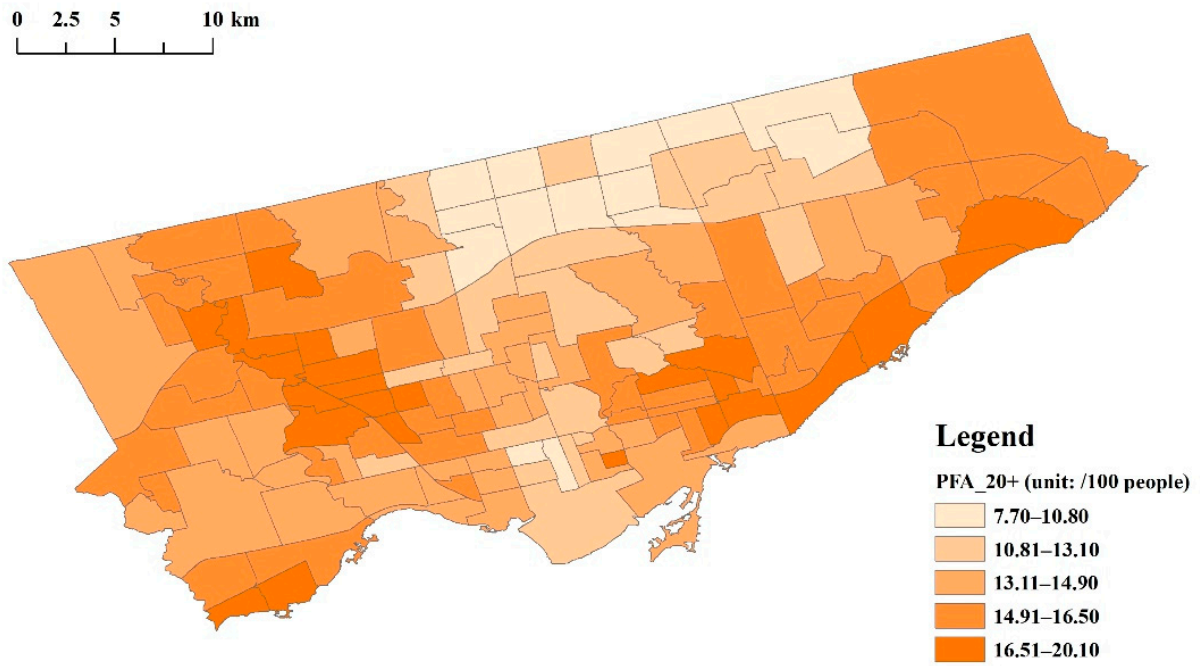 0 2.5 5 10 km
Legend
PFA_20+ (unit: /100 people)
7.70–10.80
10.81–13.10
13.11–14.90
14.91–16.50
16.51–20.10